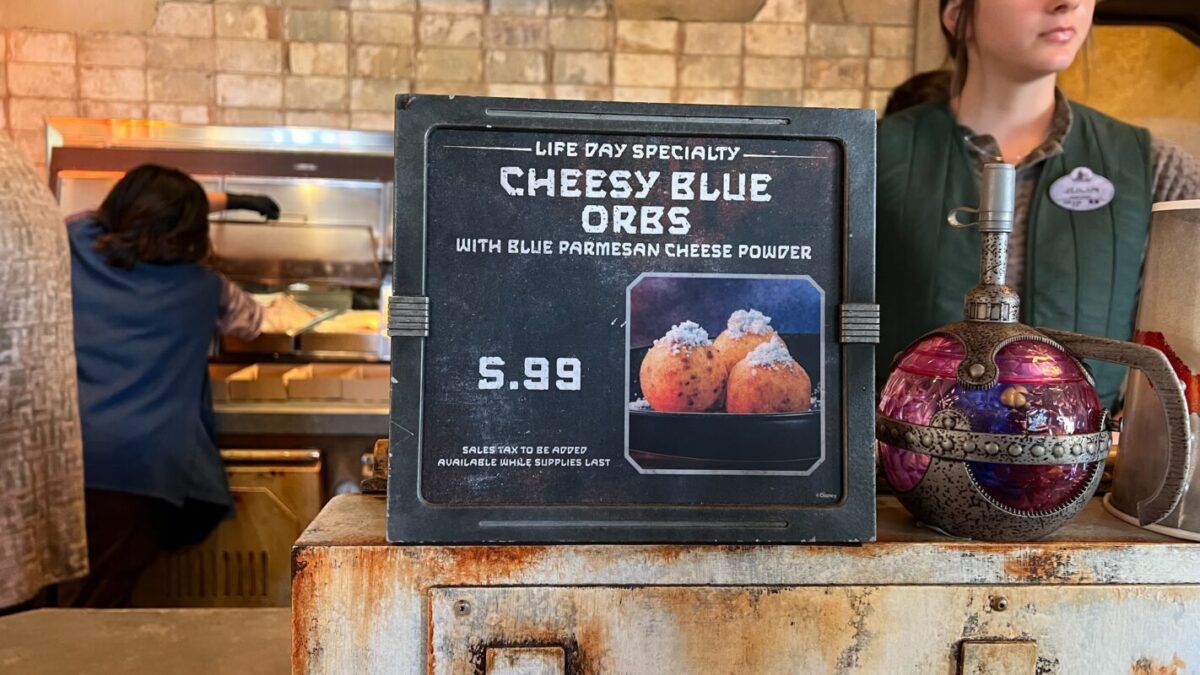 LIFE DAY SPECIALTY
CHEESY BLUE
ORBS
WITH BLUE PARMESAN CHEESE POWDER
5.99
SALES TAX TO BE ADDED
AVAILABLE WHILE SUPPLIES LAST
©Disney